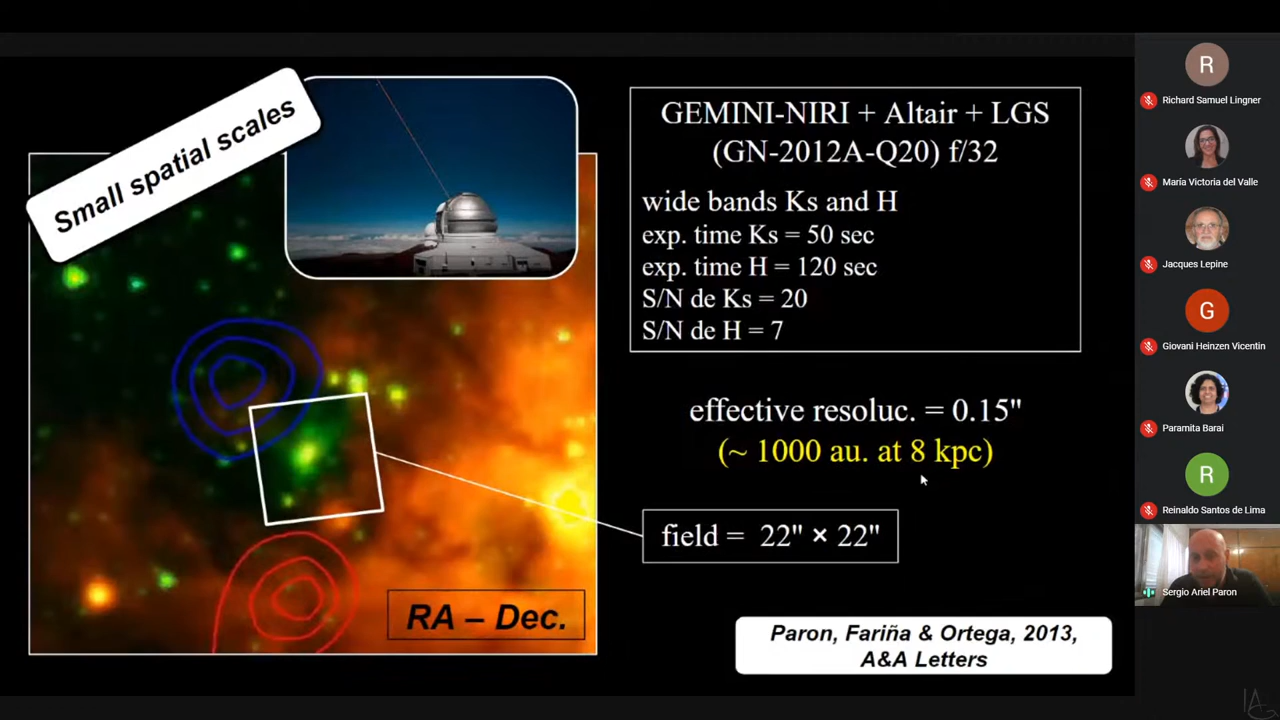 Small spatial scales
GEMINI-NIRI + Altair + LGS
(GN-2012A-Q20) f/32
wide bands Ks and H
exp. time Ks = 50 sec
exp. time H = 120 sec
S/N de Ks = 20
S/N de H = 7
effective resoluc. = 0.15"
(~ 1000 au. at 8 kpc)
field = 22" × 22"
RA – Dec.
Paron, Fariña & Ortega, 2013,
A&A Letters
R
Richard Samuel Lingner
María Victoria del Valle
Jacques Lepine
G
Giovani Heinzen Vicentin
Paramita Barai
R
Reinaldo Santos de Lima
Sergio Ariel Paron
IAG